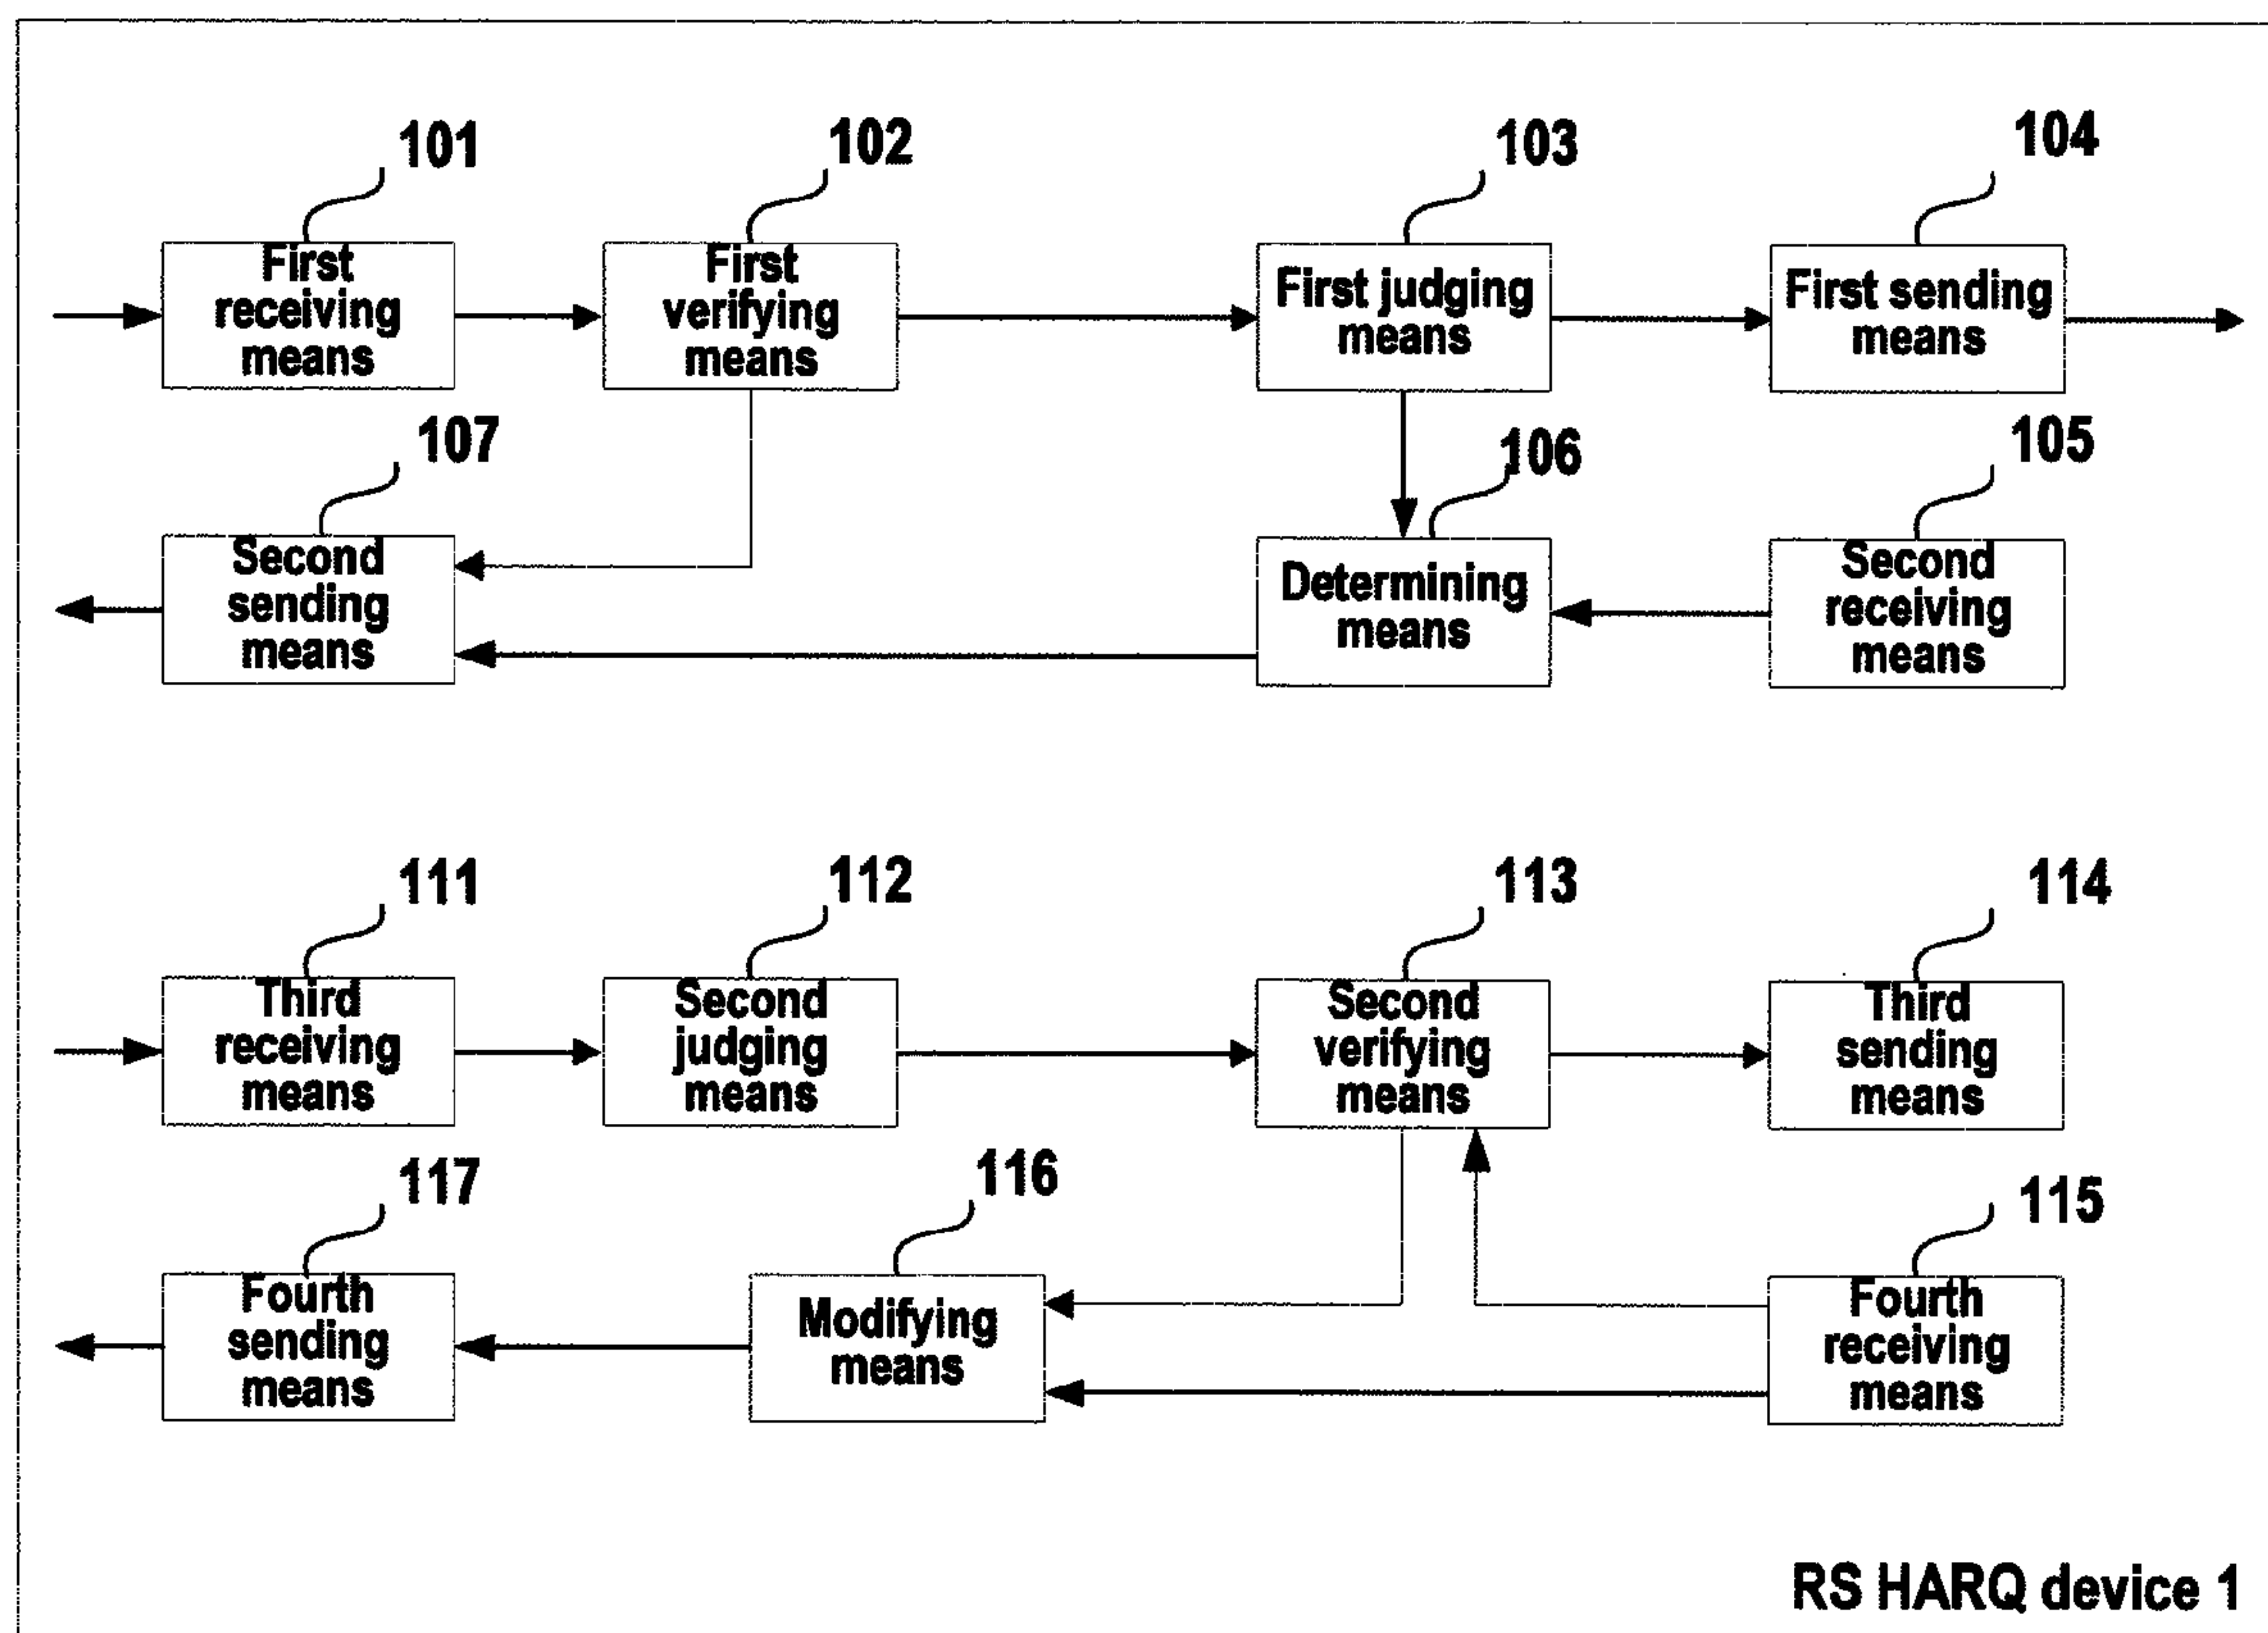 101
102
103
104
First
receiving
means
First
verifying
means
First judging
means
First sending
means
107
106
105
Second
sending
means
Determining
means
Second
receiving
means
111
112
113
114
Third
receiving
means
Second
judging
means
Second
verifying
means
Third
sending
means
117
116
115
Fourth
sending
means
Modifying
means
Fourth
receiving
means
RS HARQ device 1